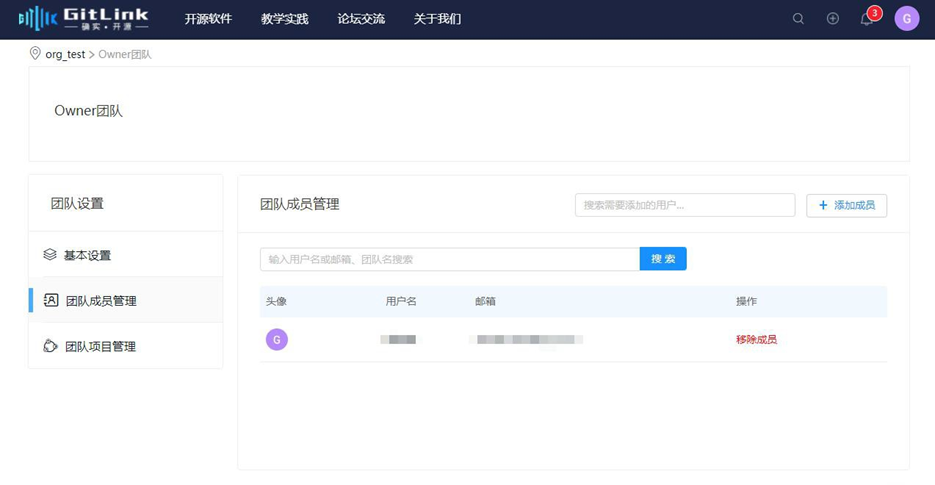 GitLink
确实·开源
开源软件 教学实践 论坛交流 关于我们
3
G
org_test > Owner团队
Owner团队
团队设置
基本设置
团队成员管理
团队项目管理
团队成员管理
搜索需要添加的用户...
+ 添加成员
输入用户名或邮箱、团队名搜索
搜 索
头像 用户名 邮箱 操作
G 移除成员